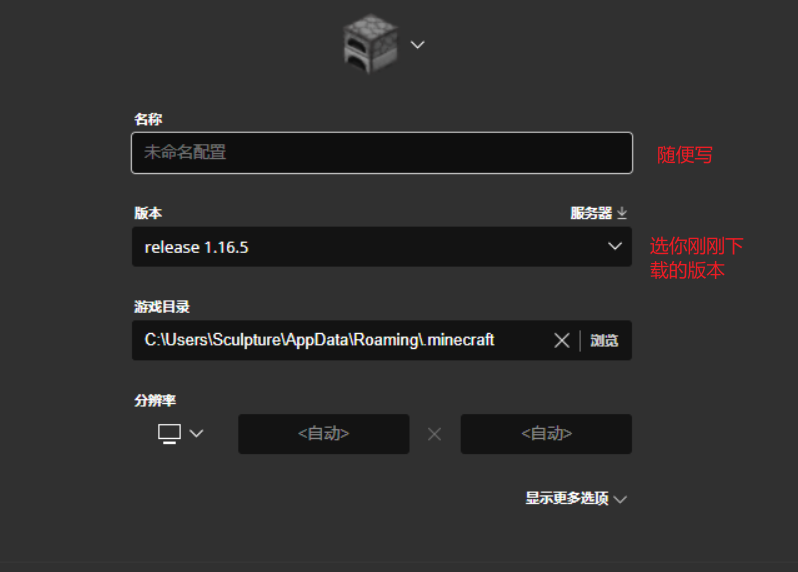 名称
未命名配置
随便写
版本
服务器
release 1.16.5
选你刚刚下
载的版本
游戏目录
C:\Users\Sculpture\AppData\Roaming\.minecraft
浏览
分辨率
<自动>
<自动>
显示更多选项